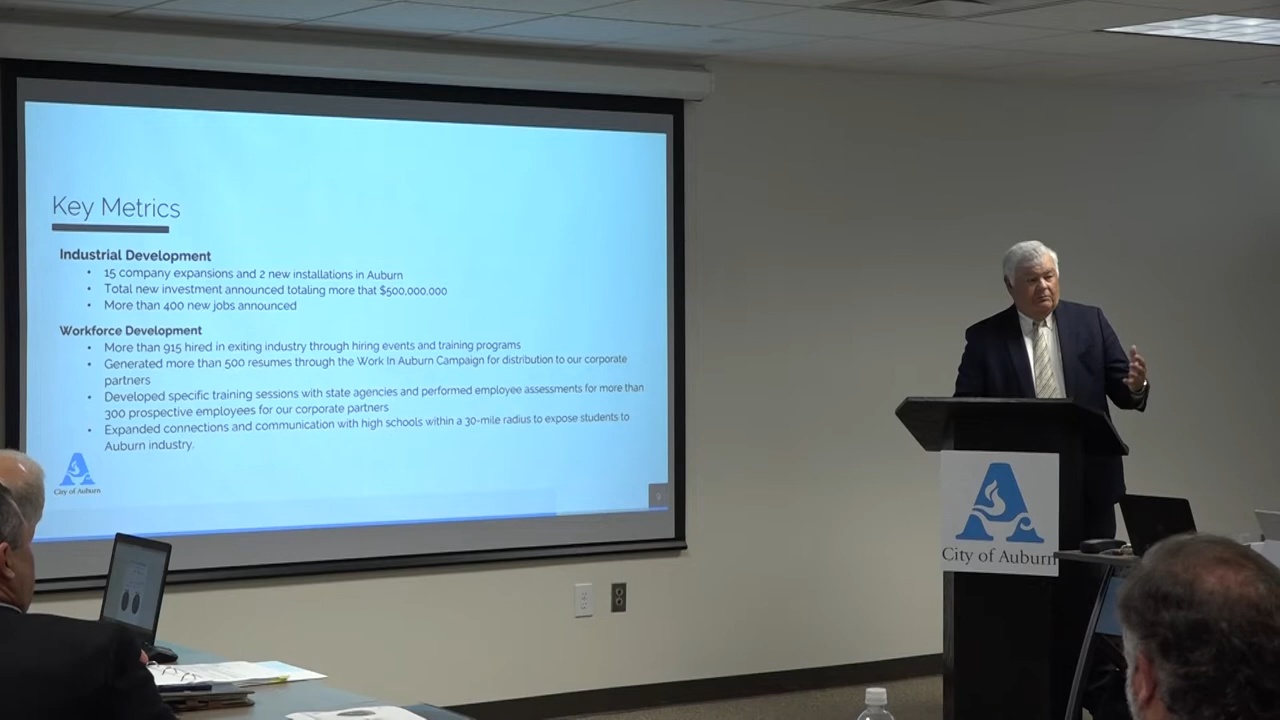 Key Metrics
Industrial Development
• 15 company expansions and 2 new installations in Auburn
• Total new investment announced totaling more that $500,000,000
• More than 400 new jobs announced
Workforce Development
• More than 915 hired in exiting industry through hiring events and training programs
• Generated more than 500 resumes through the Work In Auburn Campaign for distribution to our corporate
partners
• Developed specific training sessions with state agencies and performed employee assessments for more than
300 prospective employees for our corporate partners
• Expanded connections and communication with high schools within a 30-mile radius to expose students to
Auburn industry.
A
City of Auburn
9
A
City of Auburn